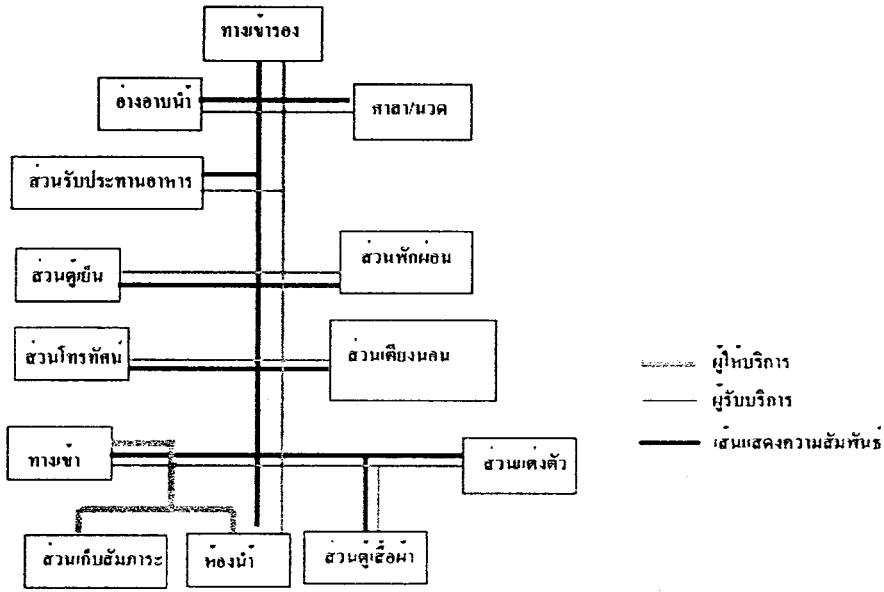 ทางเข้ารอง
อ่างอาบน้ำ
ศาลา/นวด
ส่วนรับประทานอาหาร
ส่วนตู้เย็น
ส่วนพักผ่อน
ส่วนโทรทัศน์
ส่วนเตียงนอน
ผู้ให้บริการ
ผู้รับบริการ
เส้นแสดงความสัมพันธ์
ทางเข้า
ส่วนแต่งตัว
ส่วนเก็บสัมภาระ
ห้องน้ำ
ส่วนตู้เสื้อผ้า